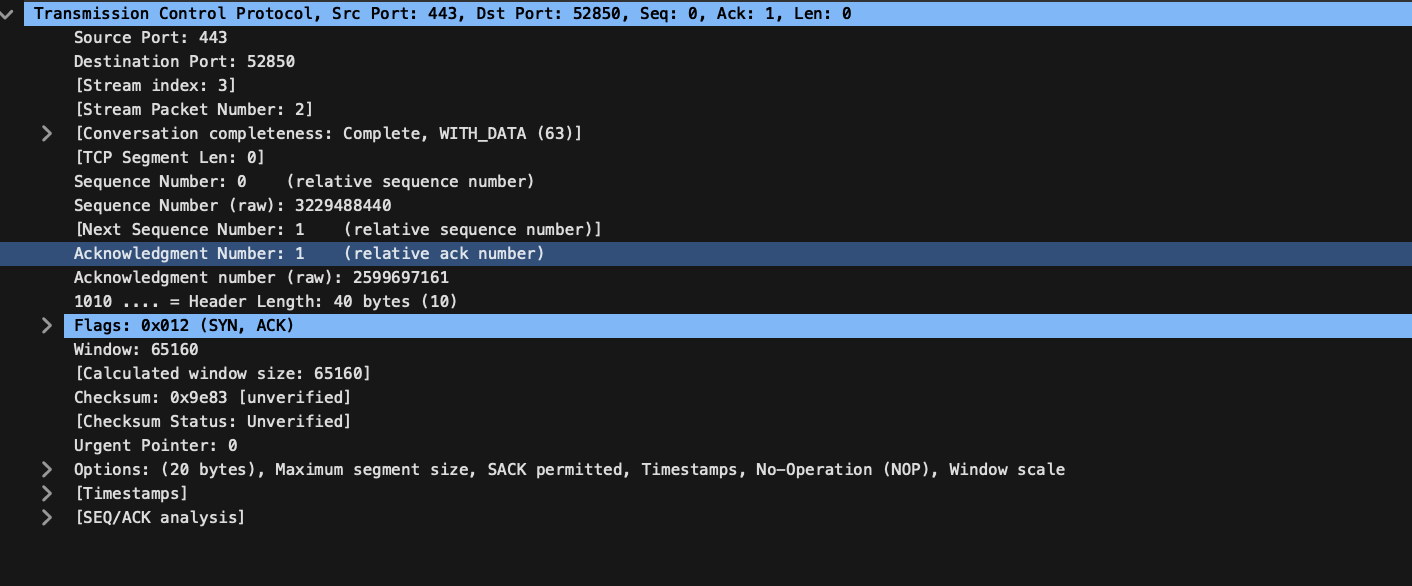 Transmission Control Protocol, Src Port: 443, Dst Port: 52850, Seq: 0, Ack: 1, Len: 0
Source Port: 443
Destination Port: 52850
[Stream index: 3]
[Stream Packet Number: 2]
[Conversation completeness: Complete, WITH_DATA (63)]
[TCP Segment Len: 0]
Sequence Number: 0    (relative sequence number)
Sequence Number (raw): 3229488440
[Next Sequence Number: 1    (relative sequence number)]
Acknowledgment Number: 1    (relative ack number)
Acknowledgment number (raw): 2599697161
1010 .... = Header Length: 40 bytes (10)
Flags: 0x012 (SYN, ACK)
Window: 65160
[Calculated window size: 65160]
Checksum: 0x9e83 [unverified]
[Checksum Status: Unverified]
Urgent Pointer: 0
Options: (20 bytes), Maximum segment size, SACK permitted, Timestamps, No-Operation (NOP), Window scale
[Timestamps]
[SEQ/ACK analysis]